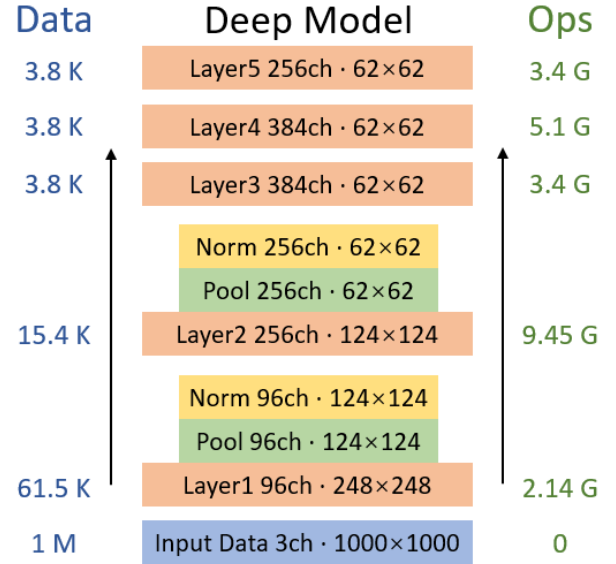 Data Deep Model Ops
3.8 K Layer5 256ch · 62×62 3.4 G
3.8 K Layer4 384ch · 62×62 5.1 G
3.8 K Layer3 384ch · 62×62 3.4 G
Norm 256ch · 62×62
Pool 256ch · 62×62
15.4 K Layer2 256ch · 124×124 9.45 G
Norm 96ch · 124×124
Pool 96ch · 124×124
61.5 K Layer1 96ch · 248×248 2.14 G
1 M Input Data 3ch · 1000×1000 0